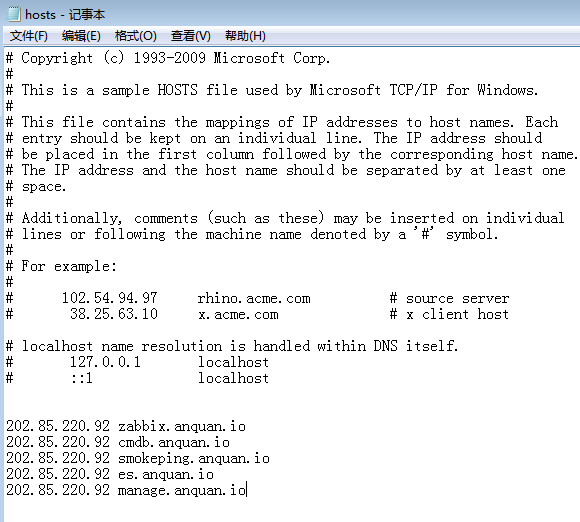 hosts - 记事本
文件(F) 编辑(E) 格式(O) 查看(V) 帮助(H)
# Copyright (c) 1993-2009 Microsoft Corp.
#
# This is a sample HOSTS file used by Microsoft TCP/IP for Windows.
#
# This file contains the mappings of IP addresses to host names. Each
# entry should be kept on an individual line. The IP address should
# be placed in the first column followed by the corresponding host name.
# The IP address and the host name should be separated by at least one
# space.
#
# Additionally, comments (such as these) may be inserted on individual
# lines or following the machine name denoted by a '#' symbol.
#
# For example:
#
#      102.54.94.97     rhino.acme.com          # source server
#       38.25.63.10     x.acme.com              # x client host

# localhost name resolution is handled within DNS itself.
#       127.0.0.1       localhost
#       ::1             localhost


202.85.220.92 zabbix.anquan.io
202.85.220.92 cmdb.anquan.io
202.85.220.92 smokeping.anquan.io
202.85.220.92 es.anquan.io
202.85.220.92 manage.anquan.io